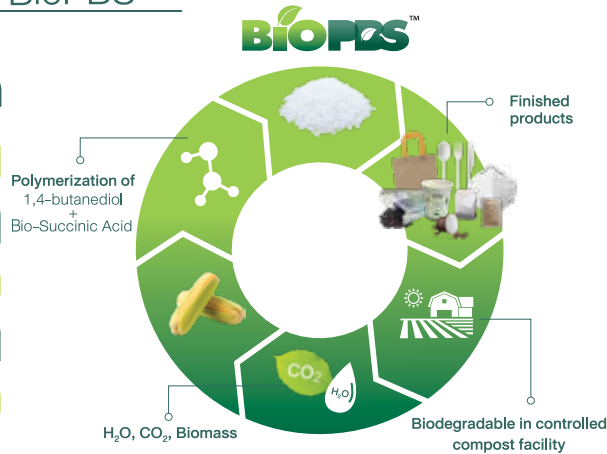 BioPBS™
Finished
products
Polymerization of
1,4-butanediol
+
Bio-Succinic Acid
CO₂
H₂O
H₂O, CO₂, Biomass
Biodegradable in controlled
compost facility